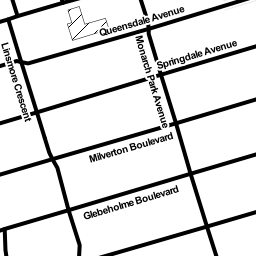 Queensdale Avenue
Linsmore Crescent
Monarch Park Avenue
Springdale Avenue
Milverton Boulevard
Glebeholme Boulevard